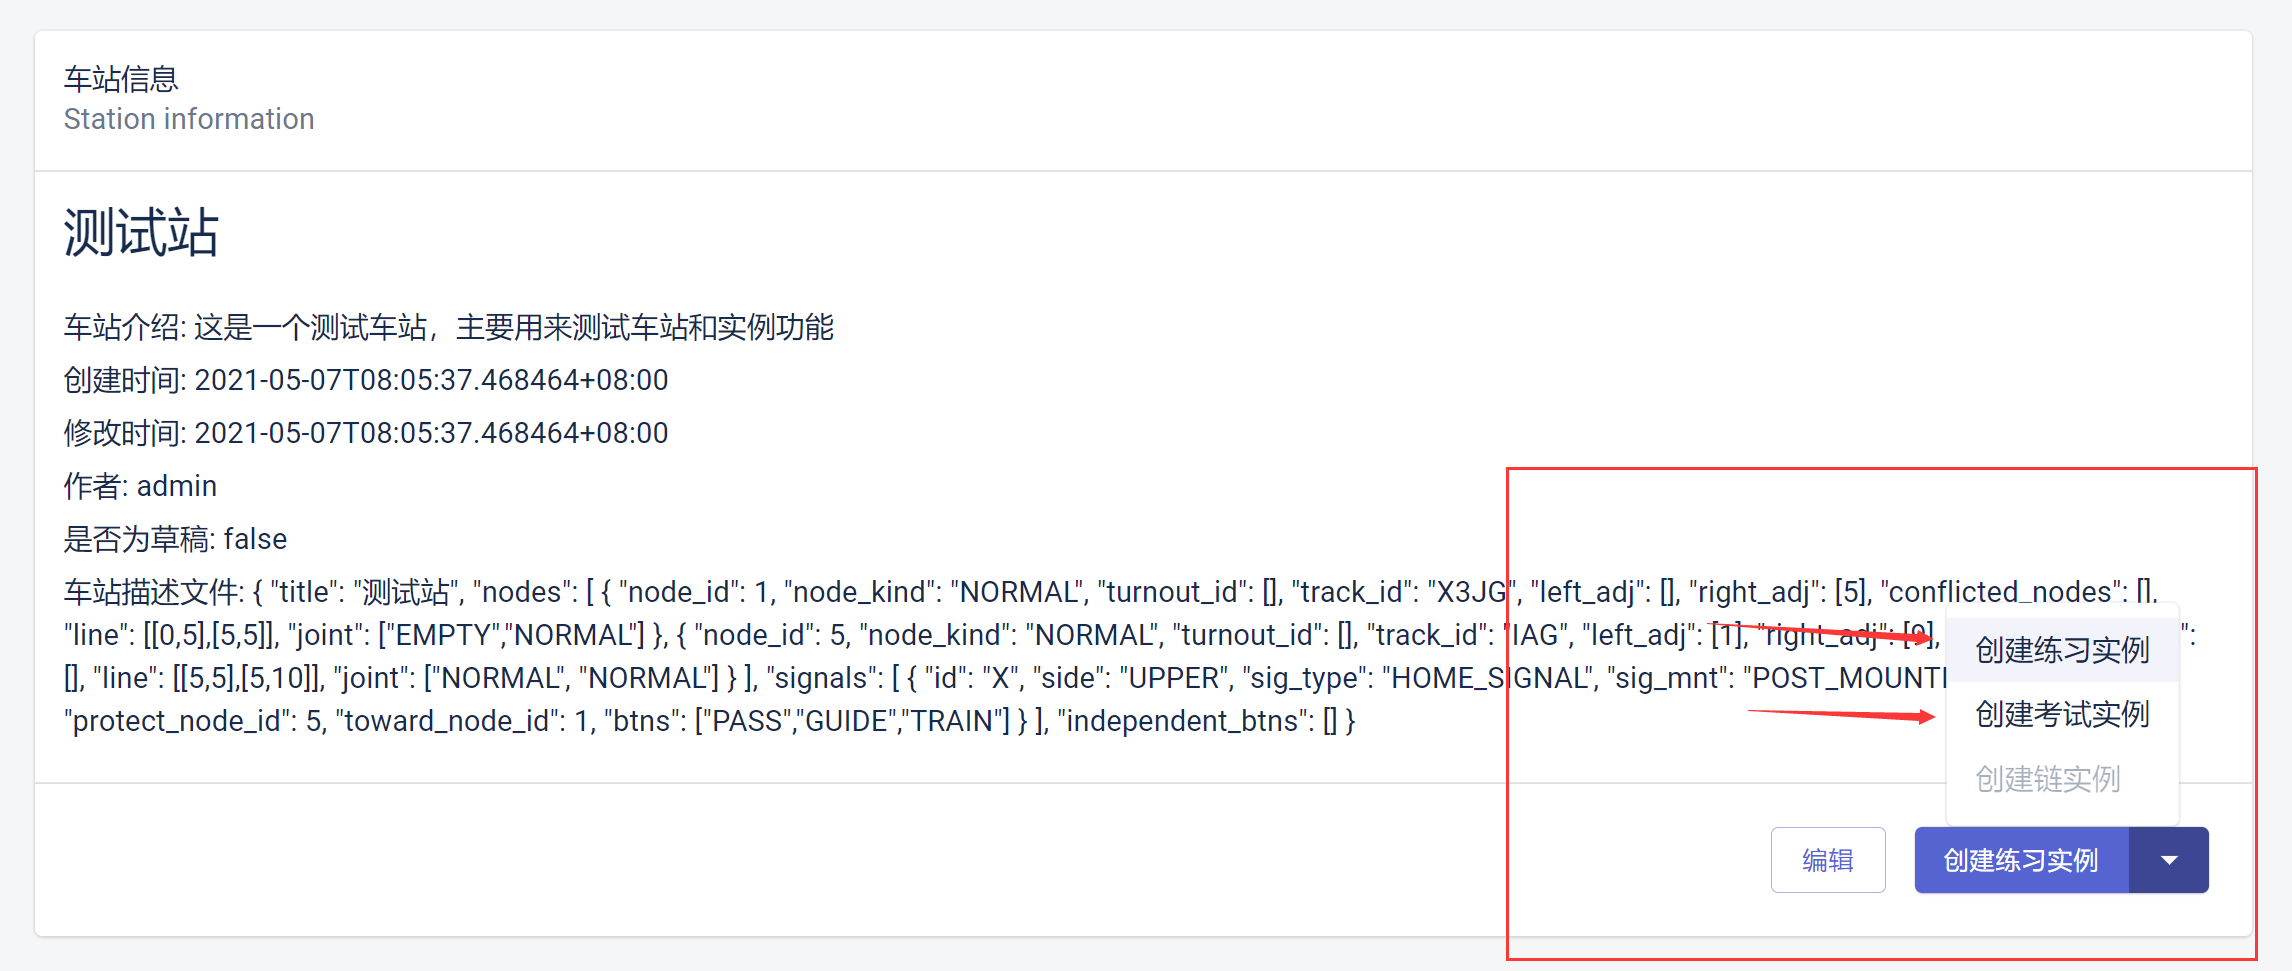 车站信息
Station information
测试站
车站介绍: 这是一个测试车站，主要用来测试车站和实例功能
创建时间: 2021-05-07T08:05:37.468464+08:00
修改时间: 2021-05-07T08:05:37.468464+08:00
作者: admin
是否为草稿: false
车站描述文件: { "title": "测试站", "nodes": [ { "node_id": 1, "node_kind": "NORMAL", "turnout_id": [], "track_id": "X3JG", "left_adj": [], "right_adj": [5], "conflicted_nodes": [],
"line": [[0,5],[5,5]], "joint": ["EMPTY","NORMAL"] }, { "node_id": 5, "node_kind": "NORMAL", "turnout_id": [], "track_id": "IAG", "left_adj": [1], "right_adj": [9], ":
[], "line": [[5,5],[5,10]], "joint": ["NORMAL", "NORMAL"] } ], "signals": [ { "id": "X", "side": "UPPER", "sig_type": "HOME_SIGNAL", "sig_mnt": "POST_MOUNTI
"protect_node_id": 5, "toward_node_id": 1, "btns": ["PASS","GUIDE","TRAIN"] } ], "independent_btns": [] }
创建练习实例
创建考试实例
创建链实例
编辑
创建练习实例